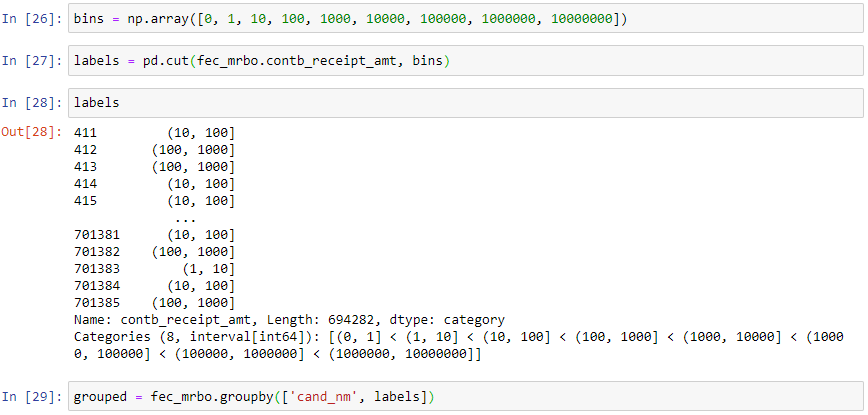 In [26]: bins = np.array([0, 1, 10, 100, 1000, 10000, 100000, 1000000, 10000000])
In [27]: labels = pd.cut(fec_mrbo.contb_receipt_amt, bins)
In [28]: labels
Out[28]: 411         (10, 100]
412       (100, 1000]
413       (100, 1000]
414         (10, 100]
415         (10, 100]
...
701381      (10, 100]
701382    (100, 1000]
701383        (1, 10]
701384      (10, 100]
701385    (100, 1000]
Name: contb_receipt_amt, Length: 694282, dtype: category
Categories (8, interval[int64]): [(0, 1] < (1, 10] < (10, 100] < (100, 1000] < (1000, 10000] < (1000
0, 100000] < (100000, 1000000] < (1000000, 10000000]]
In [29]: grouped = fec_mrbo.groupby(['cand_nm', labels])